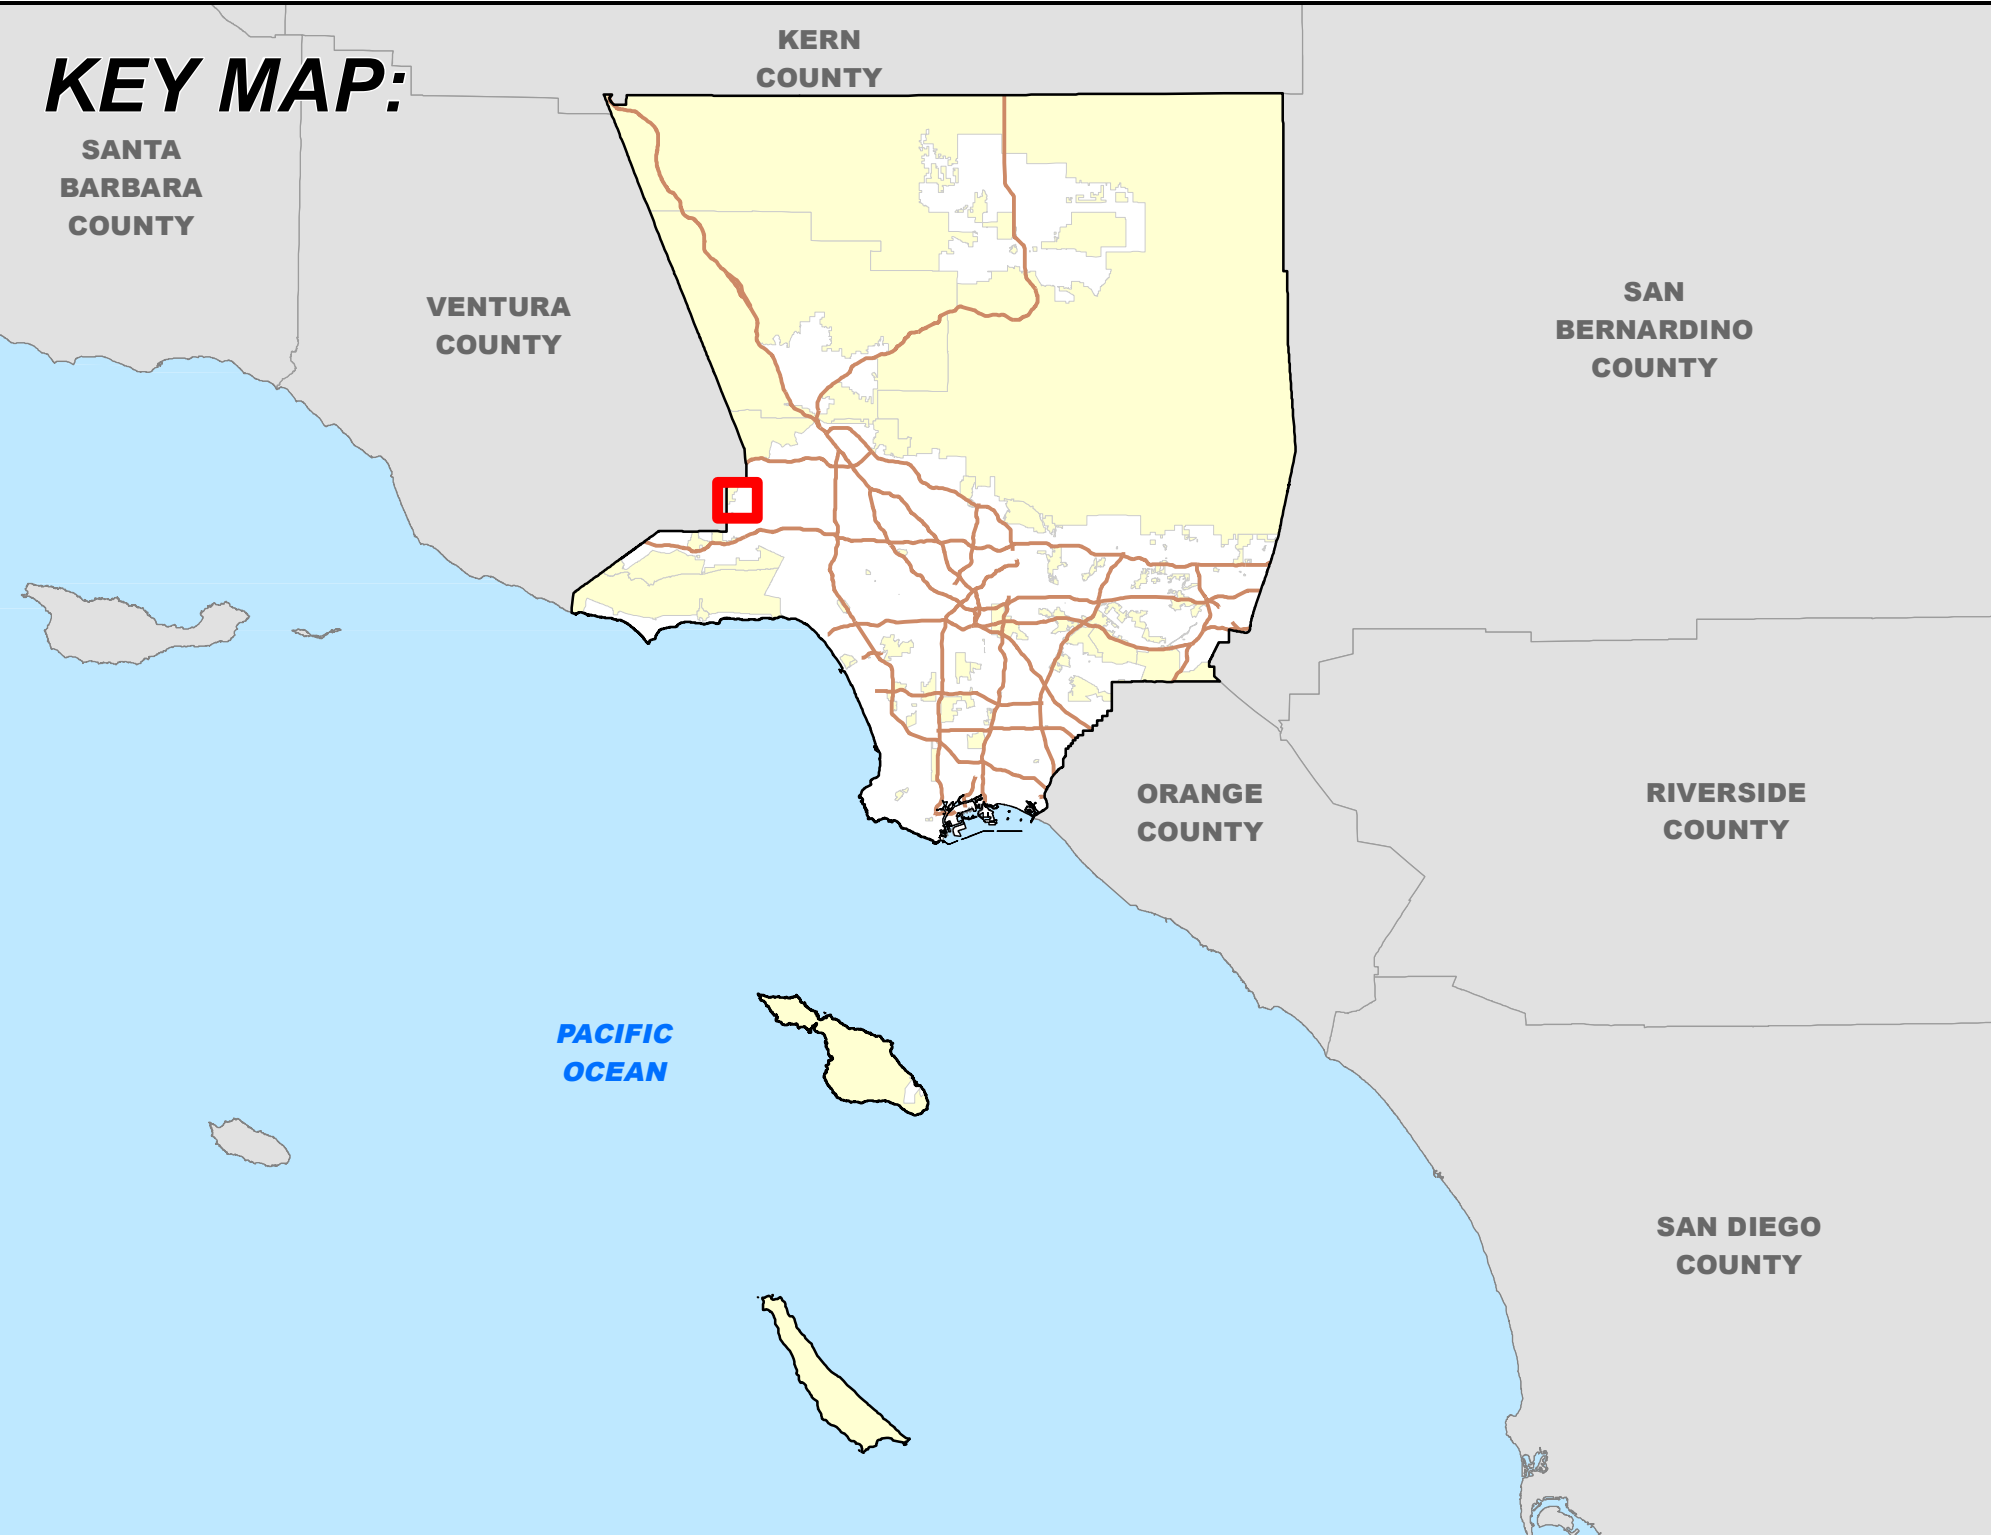 KEY MAP:
KERN
COUNTY
SANTA
BARBARA
COUNTY
VENTURA
COUNTY
SAN
BERNARDINO
COUNTY
ORANGE
COUNTY
RIVERSIDE
COUNTY
PACIFIC
OCEAN
SAN DIEGO
COUNTY